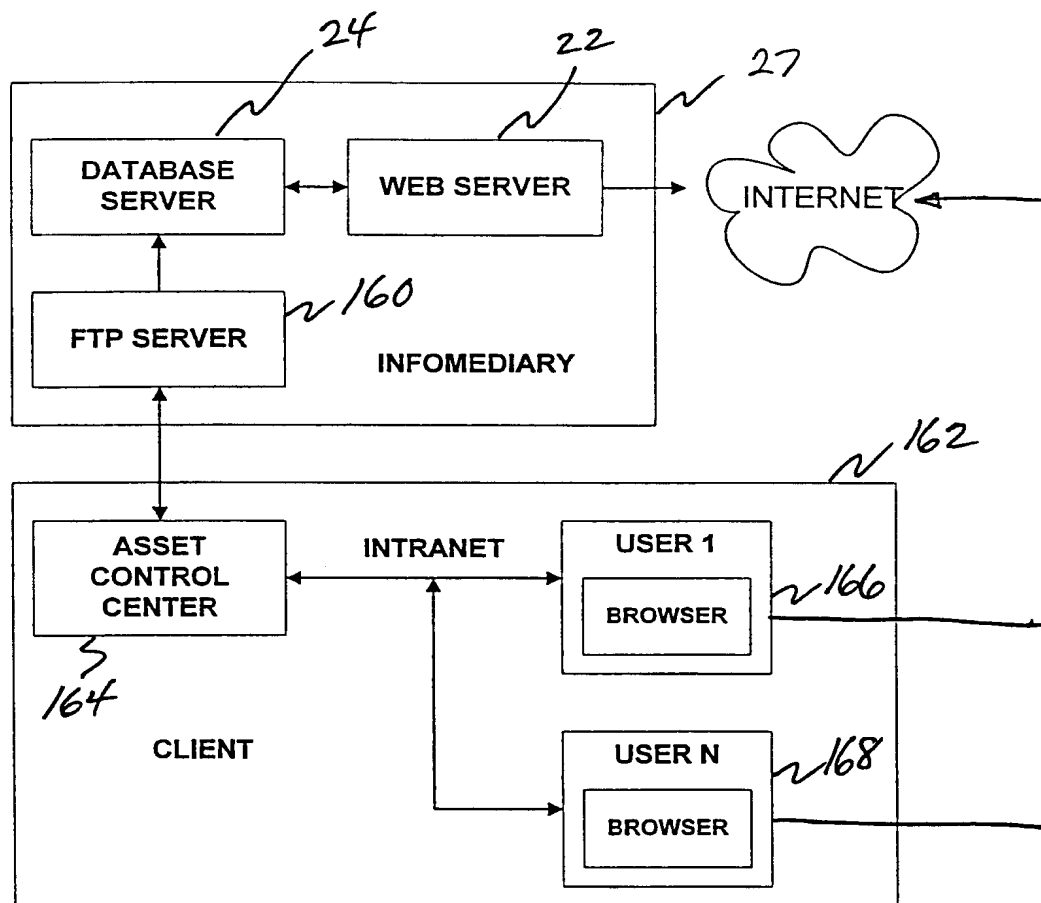 24
22
27
DATABASE
SERVER
WEB SERVER
INTERNET
160
FTP SERVER
INFOMEDIARY
162
ASSET
CONTROL
CENTER
INTRANET
USER 1
BROWSER
166
164
CLIENT
USER N
BROWSER
168